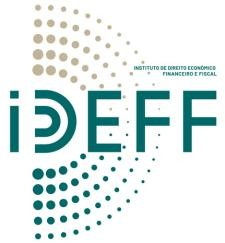 INSTITUTO DE DIREITO ECONÓMICO
FINANCEIRO E FISCAL
iDEFF